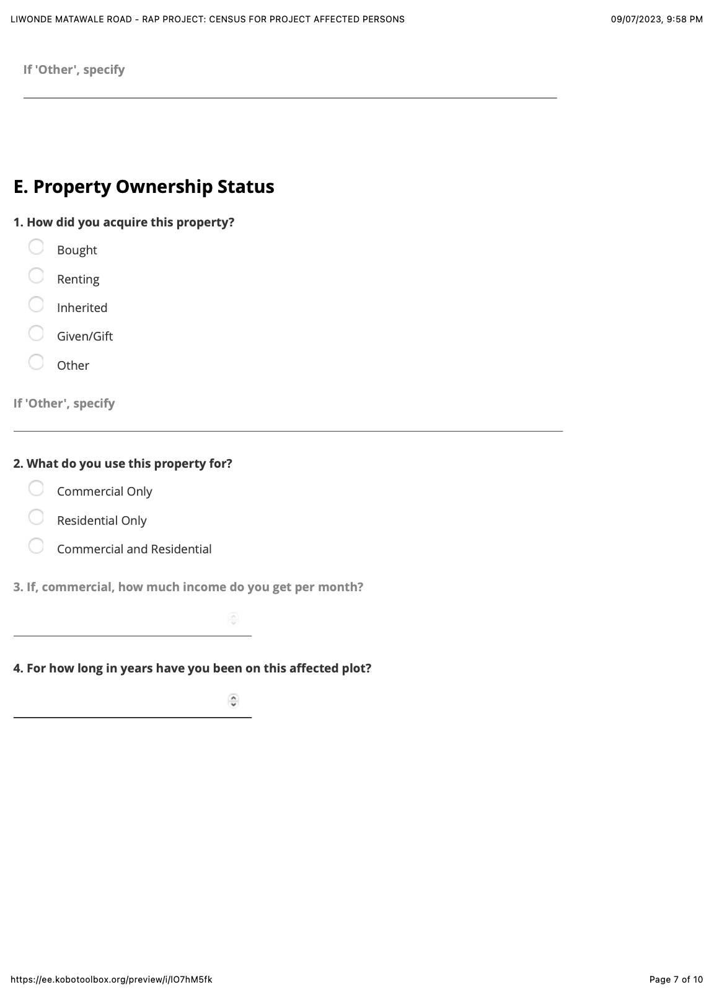 LIWONDE MATAWALE ROAD - RAP PROJECT: CENSUS FOR PROJECT AFFECTED PERSONS 09/07/2023, 9:58 PM
If 'Other', specify
E. Property Ownership Status
1. How did you acquire this property?
Bought
Renting
Inherited
Given/Gift
Other
If 'Other', specify
2. What do you use this property for?
Commercial Only
Residential Only
Commercial and Residential
3. If, commercial, how much income do you get per month?
4. For how long in years have you been on this affected plot?
https://ee.kobotoolbox.org/preview/i/lO7hM5fk Page 7 of 10